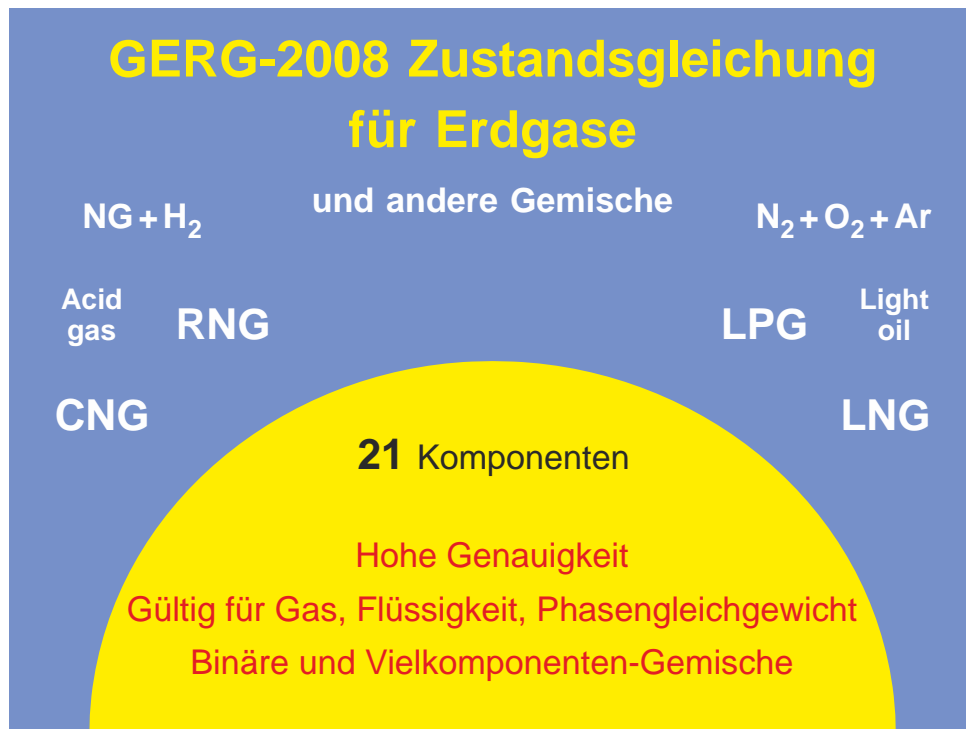 GERG-2008 Zustandsgleichung
für Erdgase
und andere Gemische
NG + H₂
N₂ + O₂ + Ar
Acid
gas
RNG
LPG
Light
oil
CNG
LNG
21 Komponenten
Hohe Genauigkeit
Gültig für Gas, Flüssigkeit, Phasengleichgewicht
Binäre und Vielkomponenten-Gemische